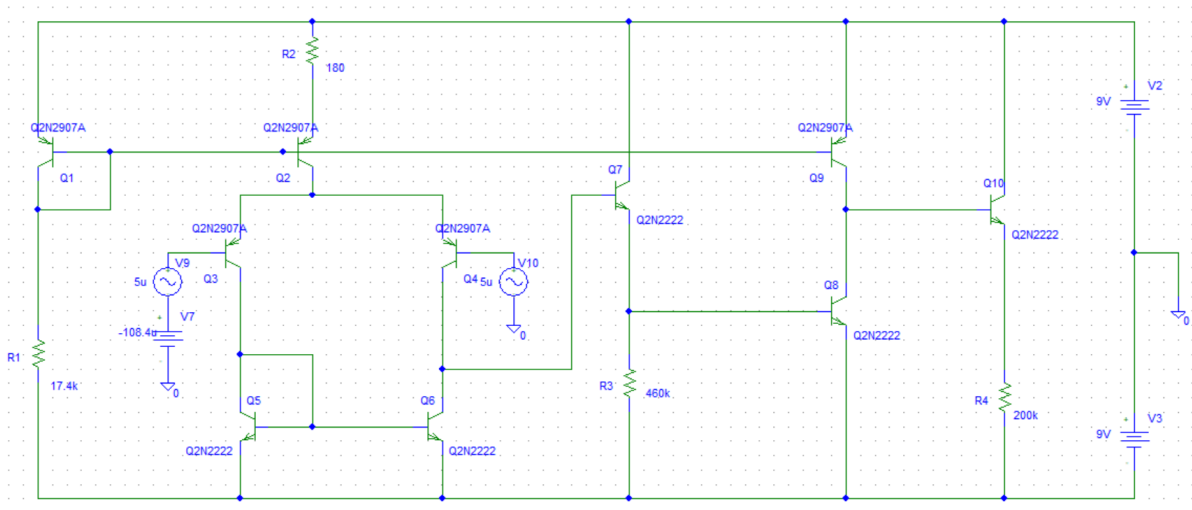 R2
180
V2
9V
Q2N2907A
Q1
Q2N2907A
Q2
Q2N2907A
Q9
Q7
Q2N2222
Q10
Q2N2222
Q2N2907A
Q3
Q2N2907A
Q4
V9
5u
V10
5u
0
V7
-108.4u
0
Q8
Q2N2222
0
R1
17.4k
R3
460k
R4
200k
Q5
Q2N2222
Q6
Q2N2222
V3
9V